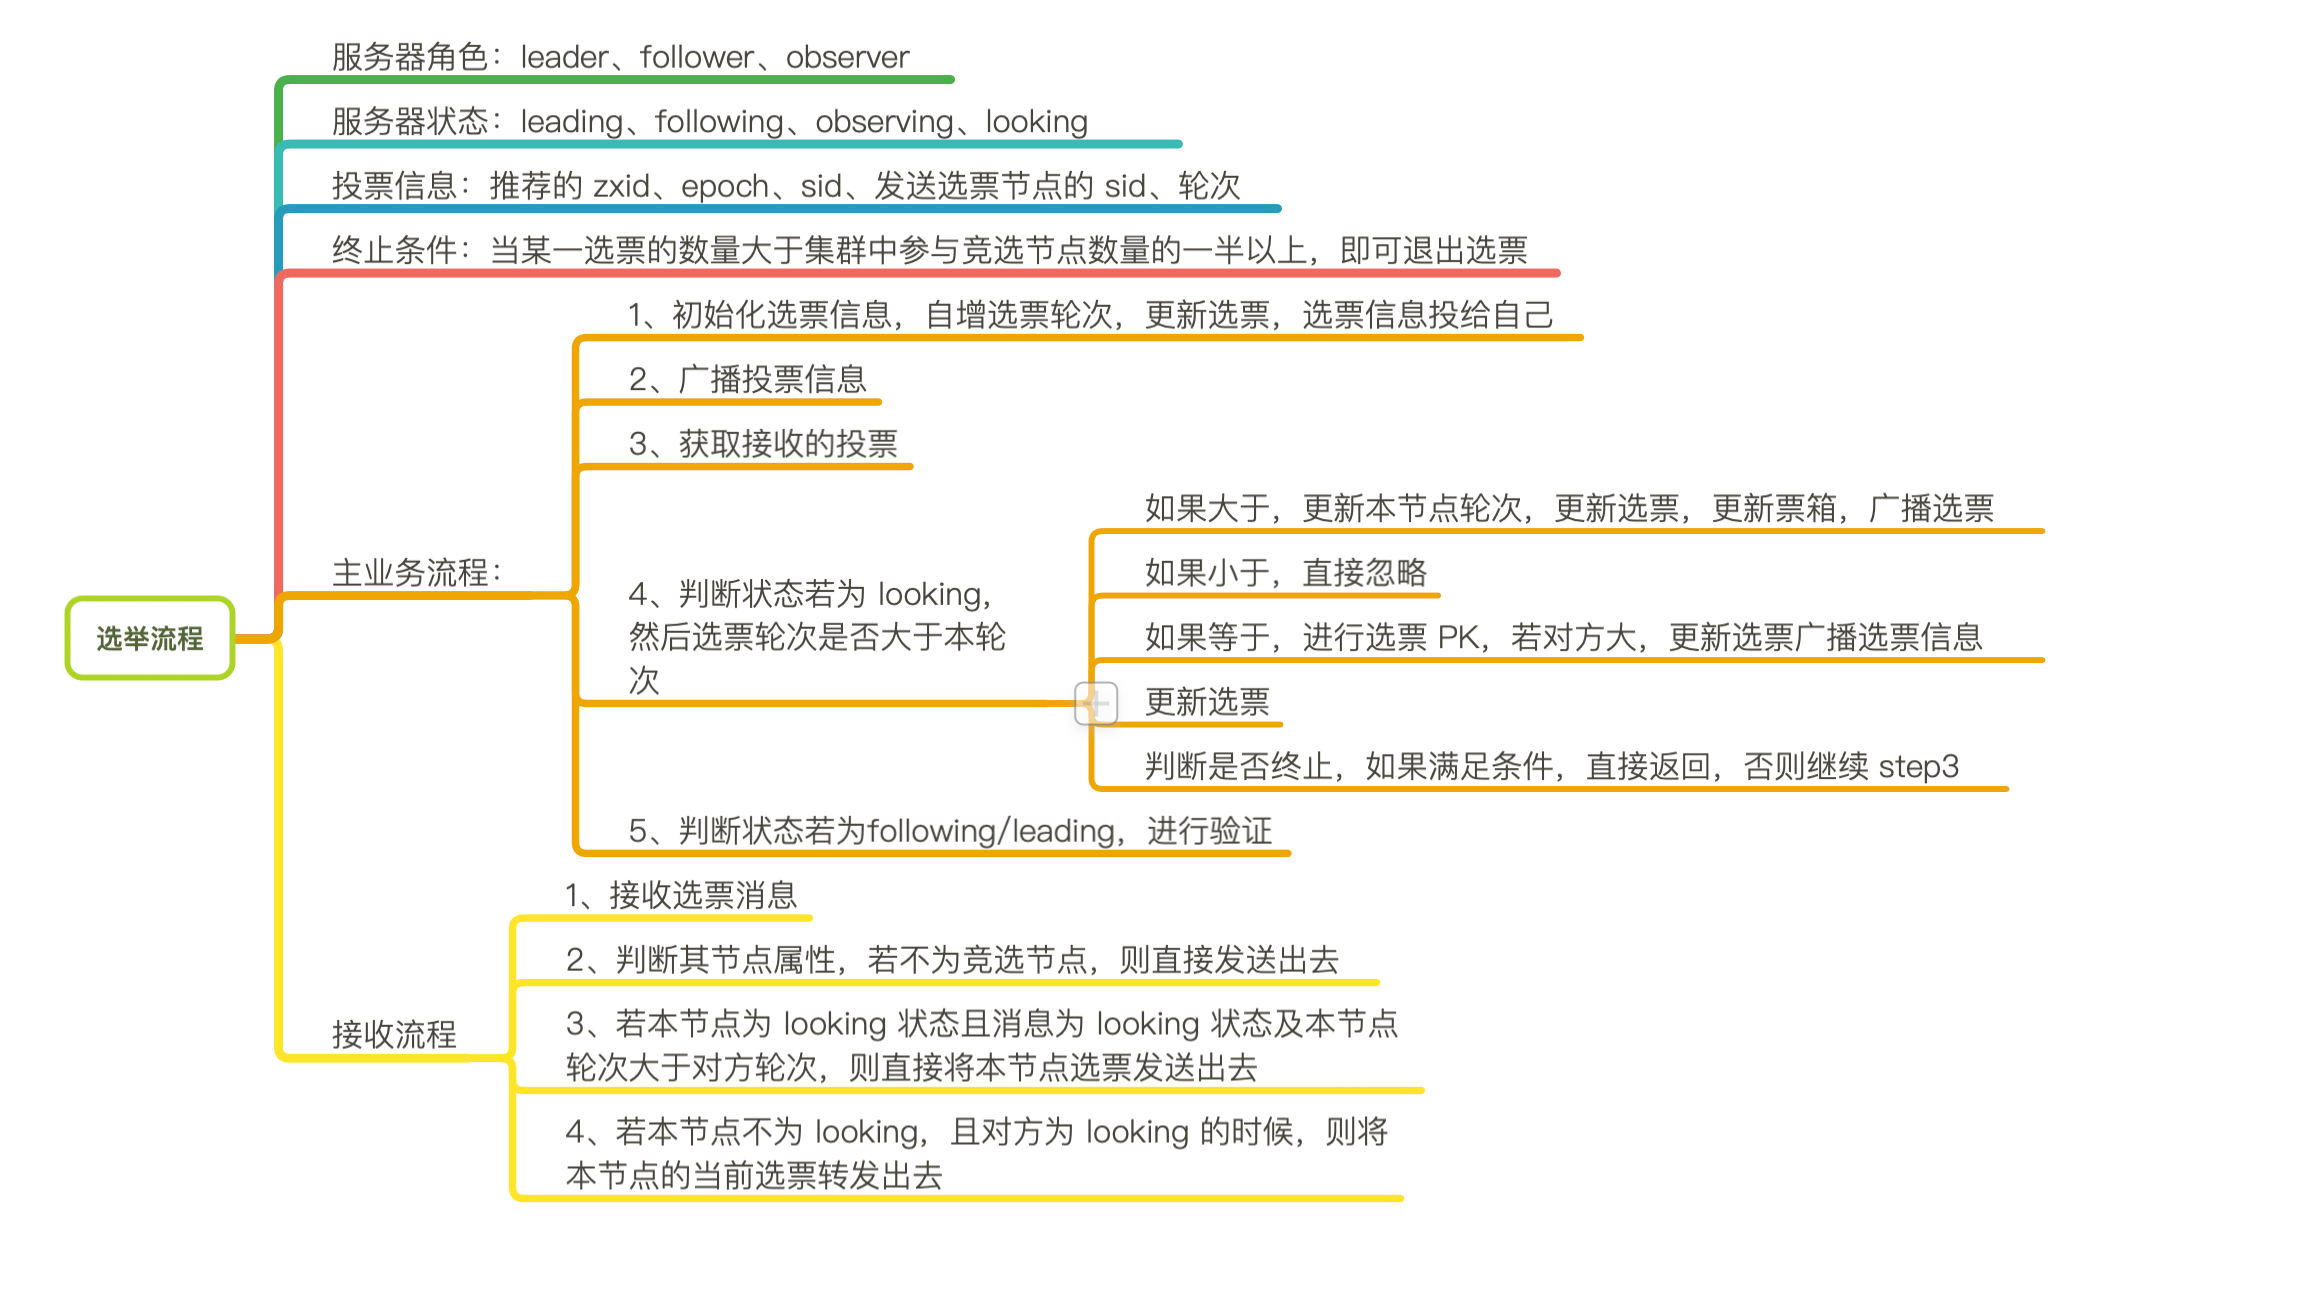 服务器角色：leader、follower、observer
服务器状态：leading、following、observing、looking
投票信息：推荐的 zxid、epoch、sid、发送选票节点的 sid、轮次
终止条件：当某一选票的数量大于集群中参与竞选节点数量的一半以上，即可退出选票
1、初始化选票信息，自增选票轮次，更新选票，选票信息投给自己
2、广播投票信息
3、获取接收的投票
主业务流程：
4、判断状态若为 looking，
然后选票轮次是否大于本轮
次
如果大于，更新本节点轮次，更新选票，更新票箱，广播选票
如果小于，直接忽略
如果等于，进行选票 PK，若对方大，更新选票广播选票信息
更新选票
判断是否终止，如果满足条件，直接返回，否则继续 step3
5、判断状态若为following/leading，进行验证
选举流程
接收流程
1、接收选票消息
2、判断其节点属性，若不为竞选节点，则直接发送出去
3、若本节点为 looking 状态且消息为 looking 状态及本节点
轮次大于对方轮次，则直接将本节点选票发送出去
4、若本节点不为 looking，且对方为 looking 的时候，则将
本节点的当前选票转发出去